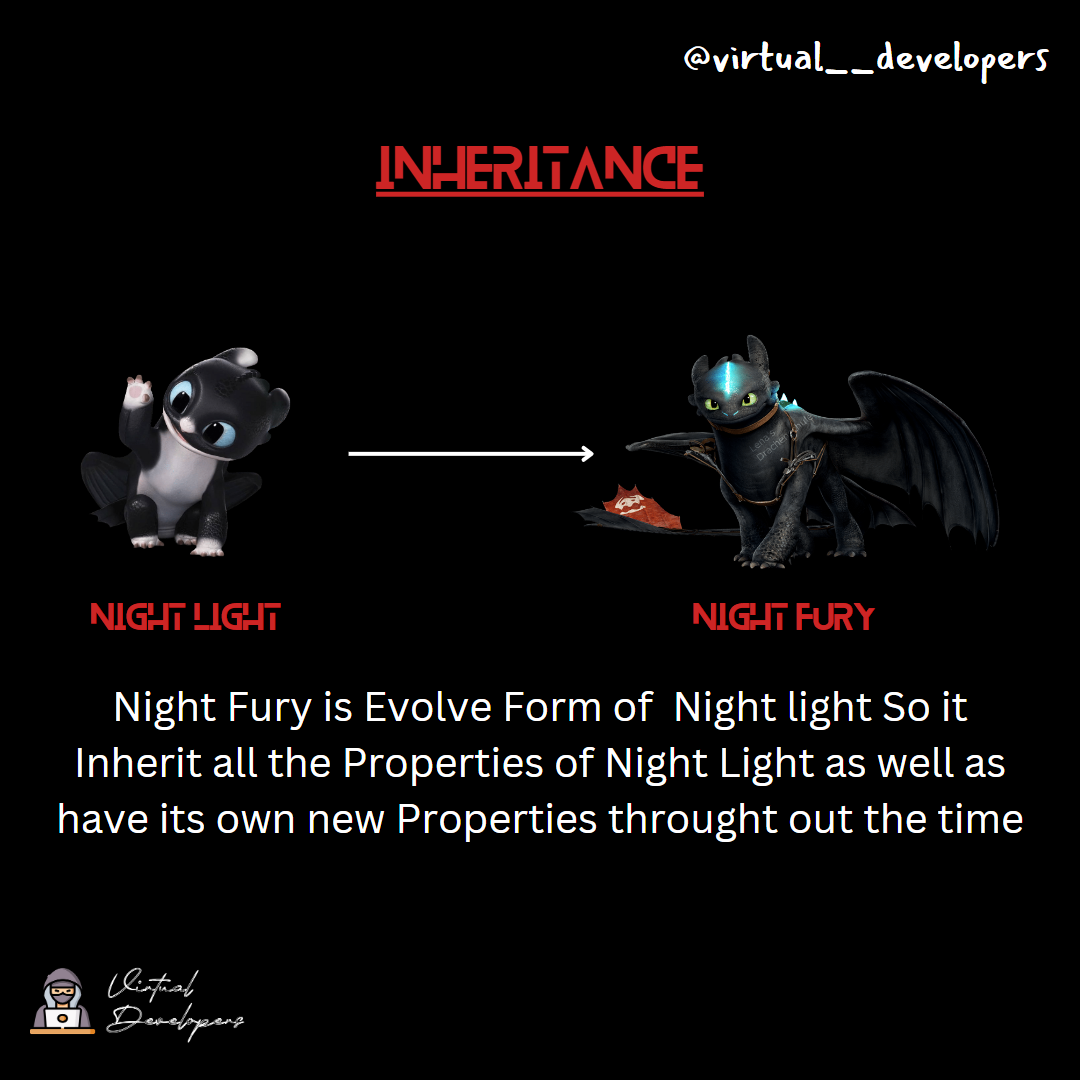 @virtual__developers
INHERITANCE
NIGHT LIGHT
NIGHT FURY
Night Fury is Evolve Form of  Night light So it
Inherit all the Properties of Night Light as well as
have its own new Properties throught out the time
Virtual
Developers